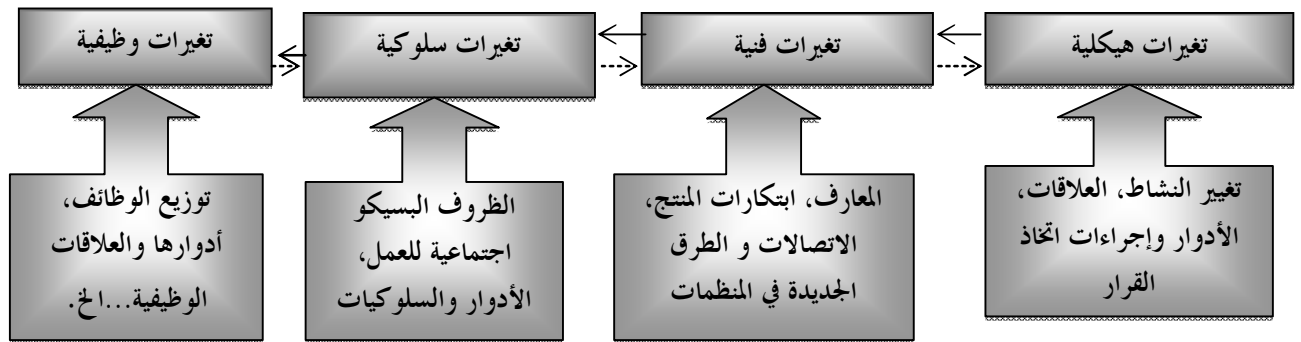 تغيرات هيكلية
تغيرات فنية
تغيرات سلوكية
تغيرات وظيفية
تغيير النشاط، العلاقات،
الأدوار وإجراءات اتخاذ
القرار
المعارف، ابتكارات المنتج،
الاتصالات و الطرق
الجديدة في المنظمات
الظروف البسيكو
اجتماعية للعمل،
الأدوار والسلوكيات
توزيع الوظائف،
أدوارها والعلاقات
الوظيفية...الخ.